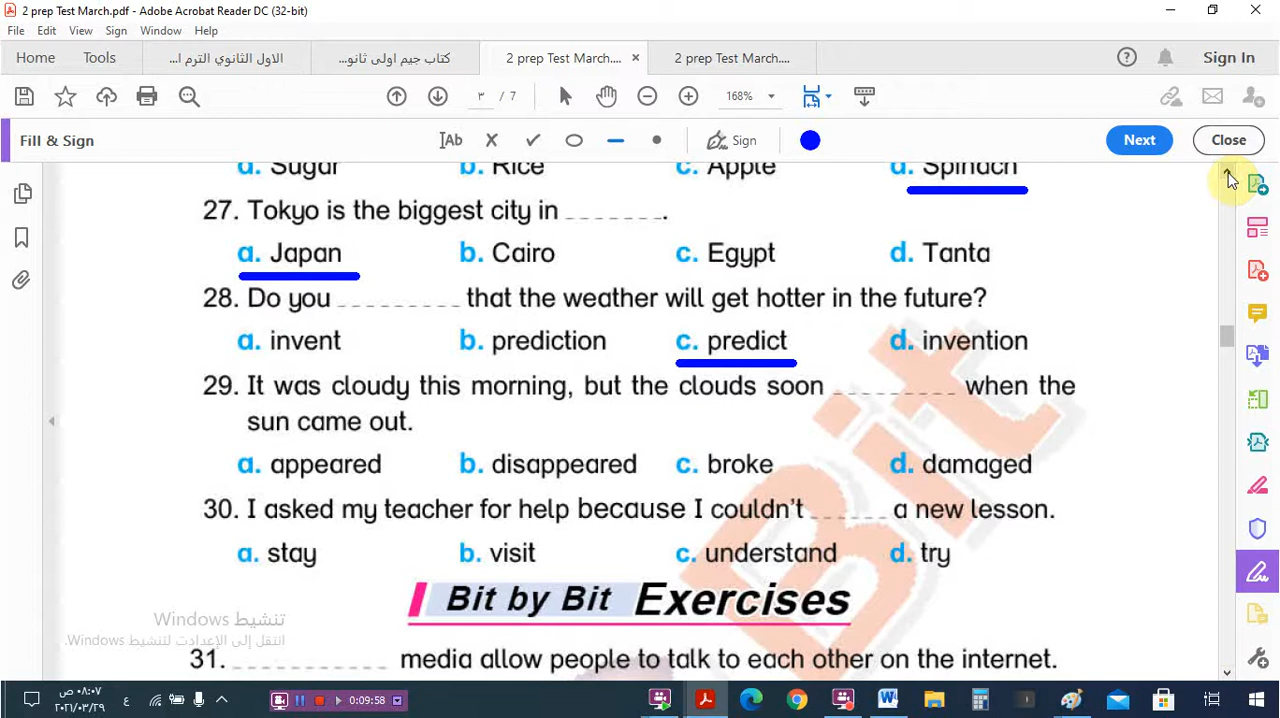 2 prep Test March.pdf - Adobe Acrobat Reader DC (32-bit)
File Edit View Sign Window Help
Home Tools الاول الثانوي الترم ا... كتاب جيم اولى ثانو... 2 prep Test March.... × 2 prep Test March.... Sign In
٣ / 7 168%
Fill & Sign Ab Sign Next Close
a. Sugar b. Rice c. Apple d. Spinach
27. Tokyo is the biggest city in _ _ _ _ _ _ _ .
a. Japan b. Cairo c. Egypt d. Tanta
28. Do you _ _ _ _ _ _ _ _ _ that the weather will get hotter in the future?
a. invent b. prediction c. predict d. invention
29. It was cloudy this morning, but the clouds soon _ _ _ _ _ _ _ _ _ when the
sun came out.
a. appeared b. disappeared c. broke d. damaged
30. I asked my teacher for help because I couldn't _ _ _ _ _ a new lesson.
a. stay b. visit c. understand d. try
Bit by Bit Exercises
تنشيط Windows
انتقل إلى الإعدادات لتنشيط Windows.
31. _ _ _ _ _ _ _ _ _ _ _ media allow people to talk to each other on the internet.
Bit
٠٨:٠٧ ص
٢٠٢١/٠٣/٢٩
ع
0:09:58